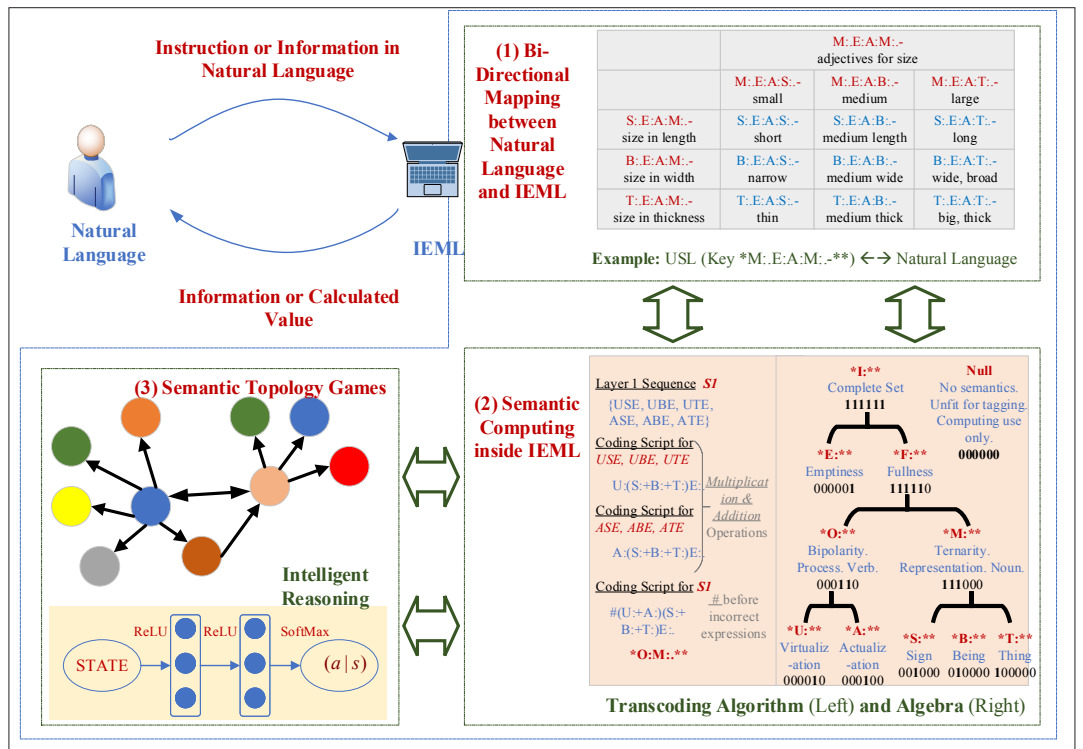 Instruction or Information in
Natural Language
Natural
Language
IEML
Information or Calculated
Value
(1) Bi-
Directional
Mapping
between
Natural
Language
and IEML
M:.E:A:M:.-
adjectives for size
M:.E:A:S:.- M:.E:A:B:.- M:.E:A:T:.-
small medium large
S:.E:A:M:.- S:.E:A:S:.- S:.E:A:B:.- S:.E:A:T:.-
size in length short medium length long
B:.E:A:M:.- B:.E:A:S:.- B:.E:A:B:.- B:.E:A:T:.-
size in width narrow medium wide wide, broad
T:.E:A:M:.- T:.E:A:S:.- T:.E:A:B:.- T:.E:A:T:.-
size in thickness thin medium thick big, thick
Example: USL (Key *M:.E:A:M:.-**) ←→ Natural Language
(3) Semantic Topology Games
Intelligent
Reasoning
ReLU ReLU SoftMax
STATE (a | s)
(2) Semantic
Computing
inside IEML
Layer 1 Sequence S1
{USE, UBE, UTE,
ASE, ABE, ATE}
Coding Script for
USE, UBE, UTE
U:(S:+B:+T:)E:.
Coding Script for
ASE, ABE, ATE
A:(S:+B:+T:)E:.
Multiplicat
ion &
Addition
Operations
Coding Script for S1
#(U:+A:)(S:+
B:+T:)E:.
*O:M:.**
# before
incorrect
expressions
*I:**
Complete Set
111111
Null
No semantics.
Unfit for tagging.
Computing use
only.
000000
*E:**
Emptiness
000001
*F:**
Fullness
111110
*O:**
Bipolarity.
Process. Verb.
000110
*M:**
Ternarity.
Representation. Noun.
111000
*U:**
Virtualiz
-ation
000010
*A:**
Actualiz
-ation
000100
*S:**
Sign
001000
*B:**
Being
010000
*T:**
Thing
100000
Transcoding Algorithm (Left) and Algebra (Right)